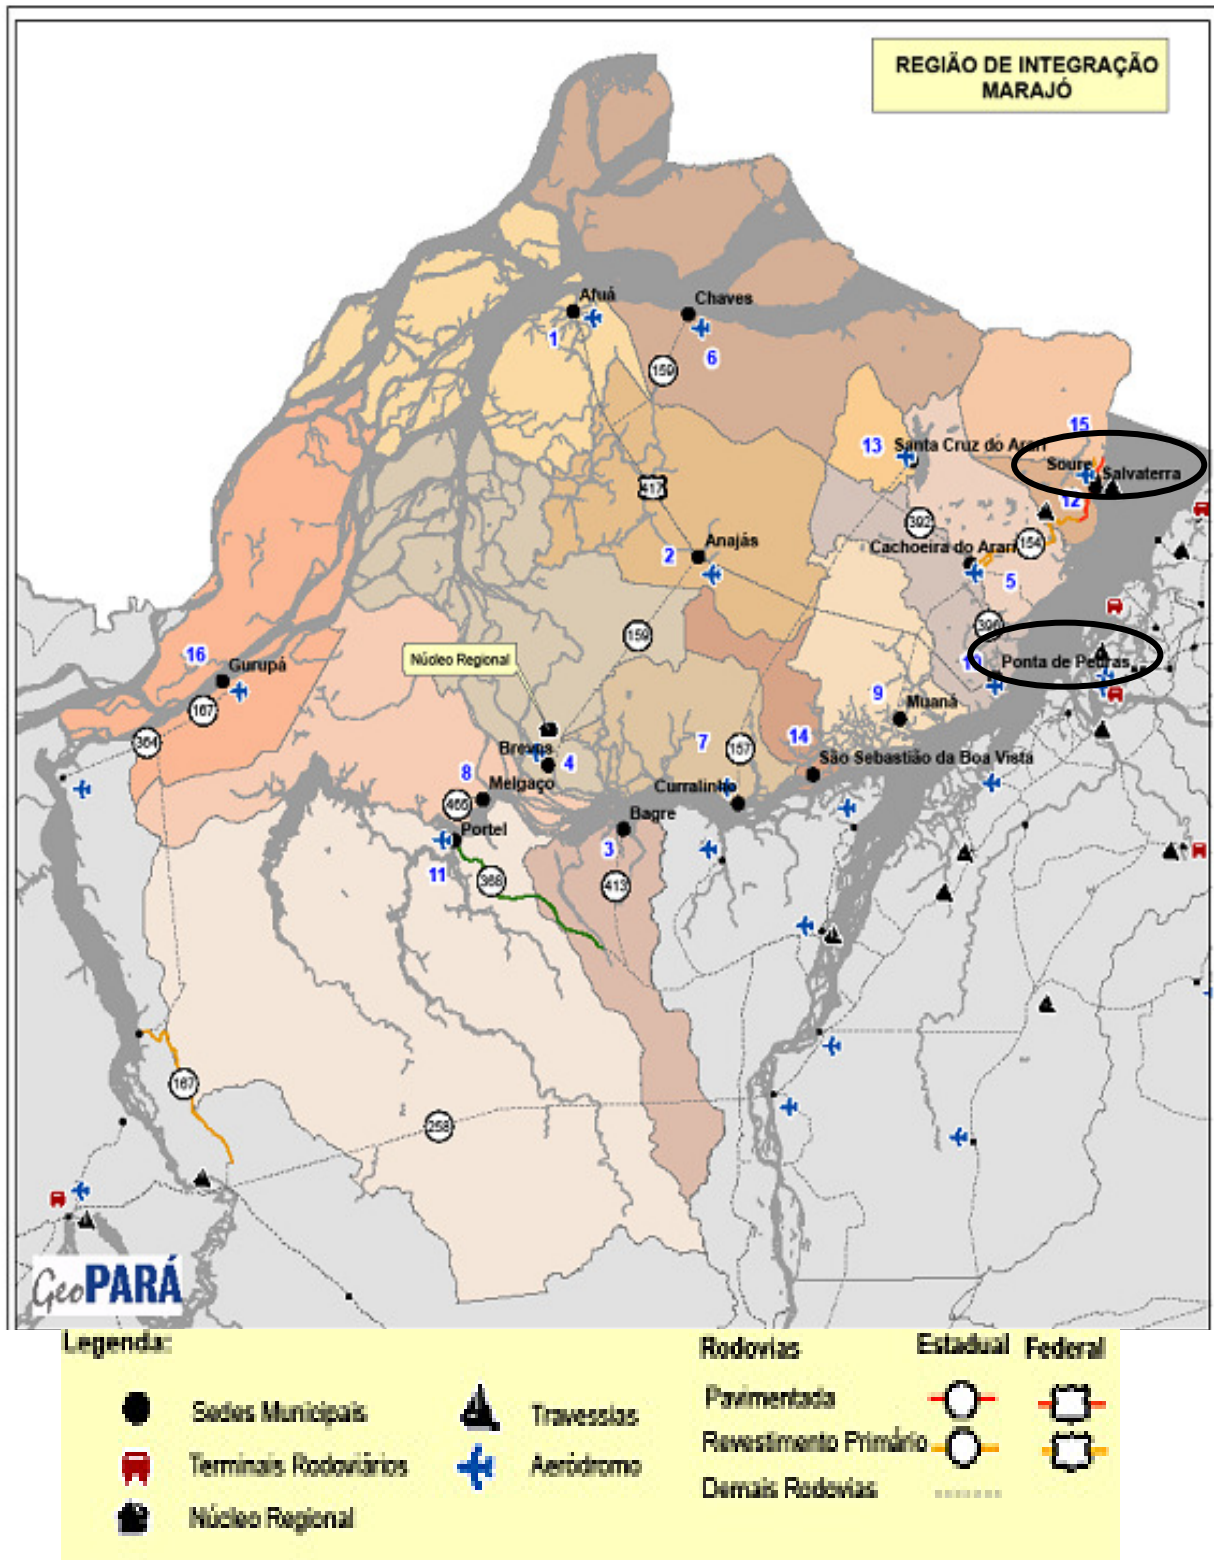 REGIÃO DE INTEGRAÇÃO
MARAJÓ
Afuá
Chaves
1
6
159
15
13
Santa Cruz do Arari
Soure
Salvaterra
417
12
392
Anajás
2
Cachoeira do Arari
154
5
159
396
Núcleo Regional
16
Gurupá
10
Ponta de Pedras
167
9
Muaná
364
7
157
14
Breves
4
São Sebastião da Boa Vista
8
Melgaço
Curralinho
466
Bagre
Portel
3
11
368
413
167
258
GeoPARÁ
Legenda:
Sedes Municipais
Terminais Rodoviários
Núcleo Regional
Travessias
Aeródromo
Rodovias
Estadual
Federal
Pavimentada
Revestimento Primário
Demais Rodovias